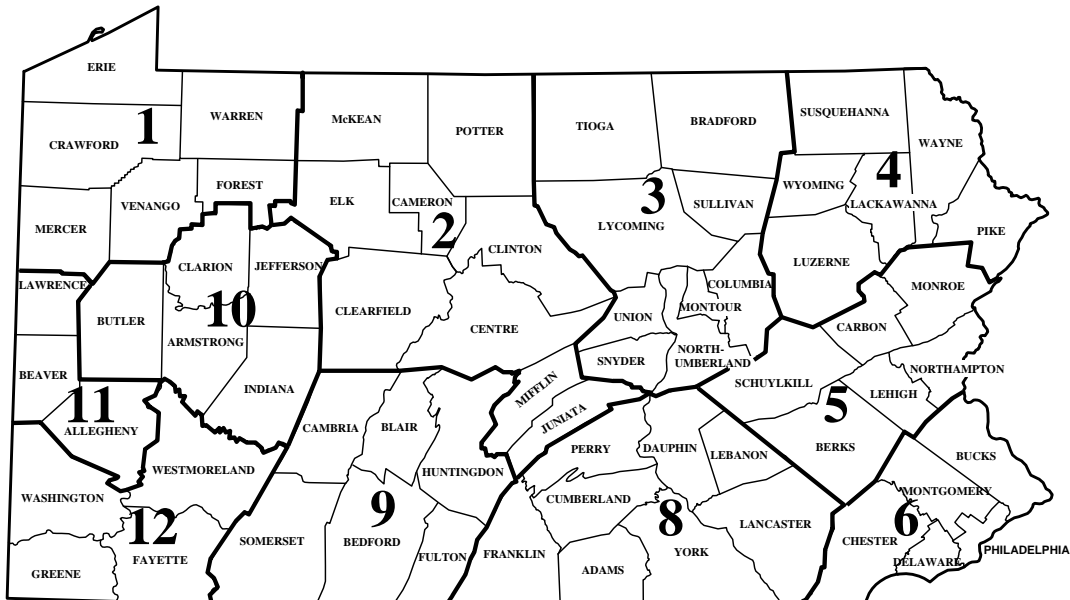 ERIE
1
CRAWFORD
WARREN
McKEAN
POTTER
TIOGA
BRADFORD
SUSQUEHANNA
WAYNE
FOREST
VENANGO
MERCER
ELK
CAMERON
2
CLINTON
3
LYCOMING
SULLIVAN
WYOMING
4
LACKAWANNA
PIKE
LUZERNE
LAWRENCE
CLARION
JEFFERSON
10
BUTLER
ARMSTRONG
CLEARFIELD
CENTRE
UNION
MONTOUR
COLUMBIA
SNYDER
NORTH-
UMBERLAND
MONROE
CARBON
SCHUYLKILL
NORTHAMPTON
LEHIGH
5
BERKS
BEAVER
11
ALLEGHENY
INDIANA
CAMBRIA
BLAIR
MIFFLIN
JUNIATA
HUNTINGDON
PERRY
DAUPHIN
LEBANON
BUCKS
WESTMORELAND
WASHINGTON
12
FAYETTE
GREENE
SOMERSET
9
BEDFORD
FULTON
FRANKLIN
CUMBERLAND
8
YORK
ADAMS
LANCASTER
MONTGOMERY
6
CHESTER
DELAWARE
PHILADELPHIA